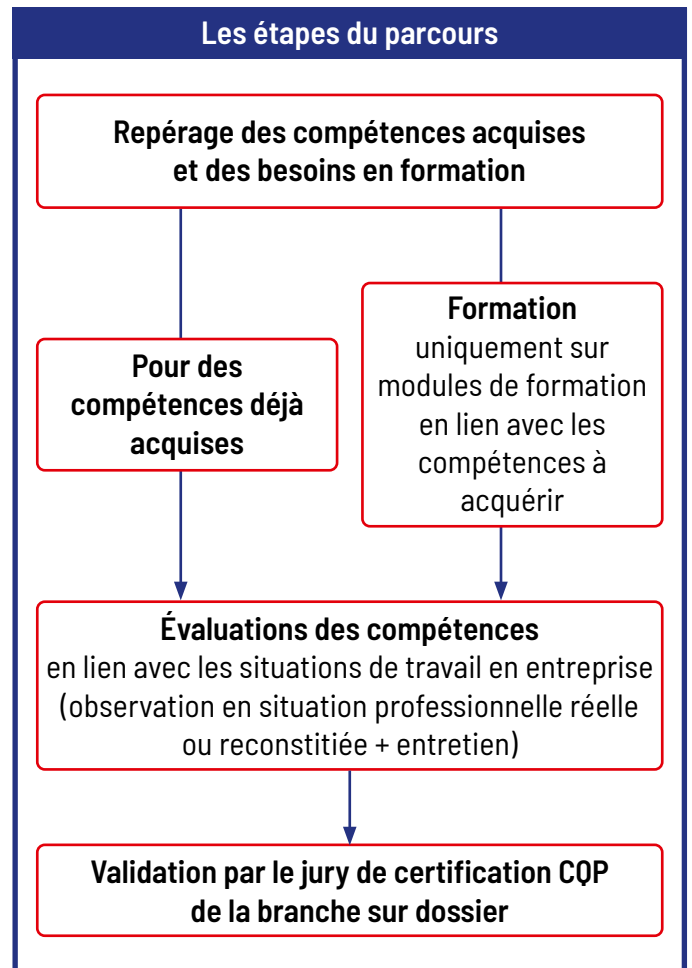 Les étapes du parcours
Repérage des compétences acquises
et des besoins en formation
Pour des
compétences déjà
acquises
Formation
uniquement sur
modules de formation
en lien avec les
compétences à
acquérir
Évaluations des compétences
en lien avec les situations de travail en entreprise
(observation en situation professionnelle réelle
ou reconstitiée + entretien)
Validation par le jury de certification CQP
de la branche sur dossier